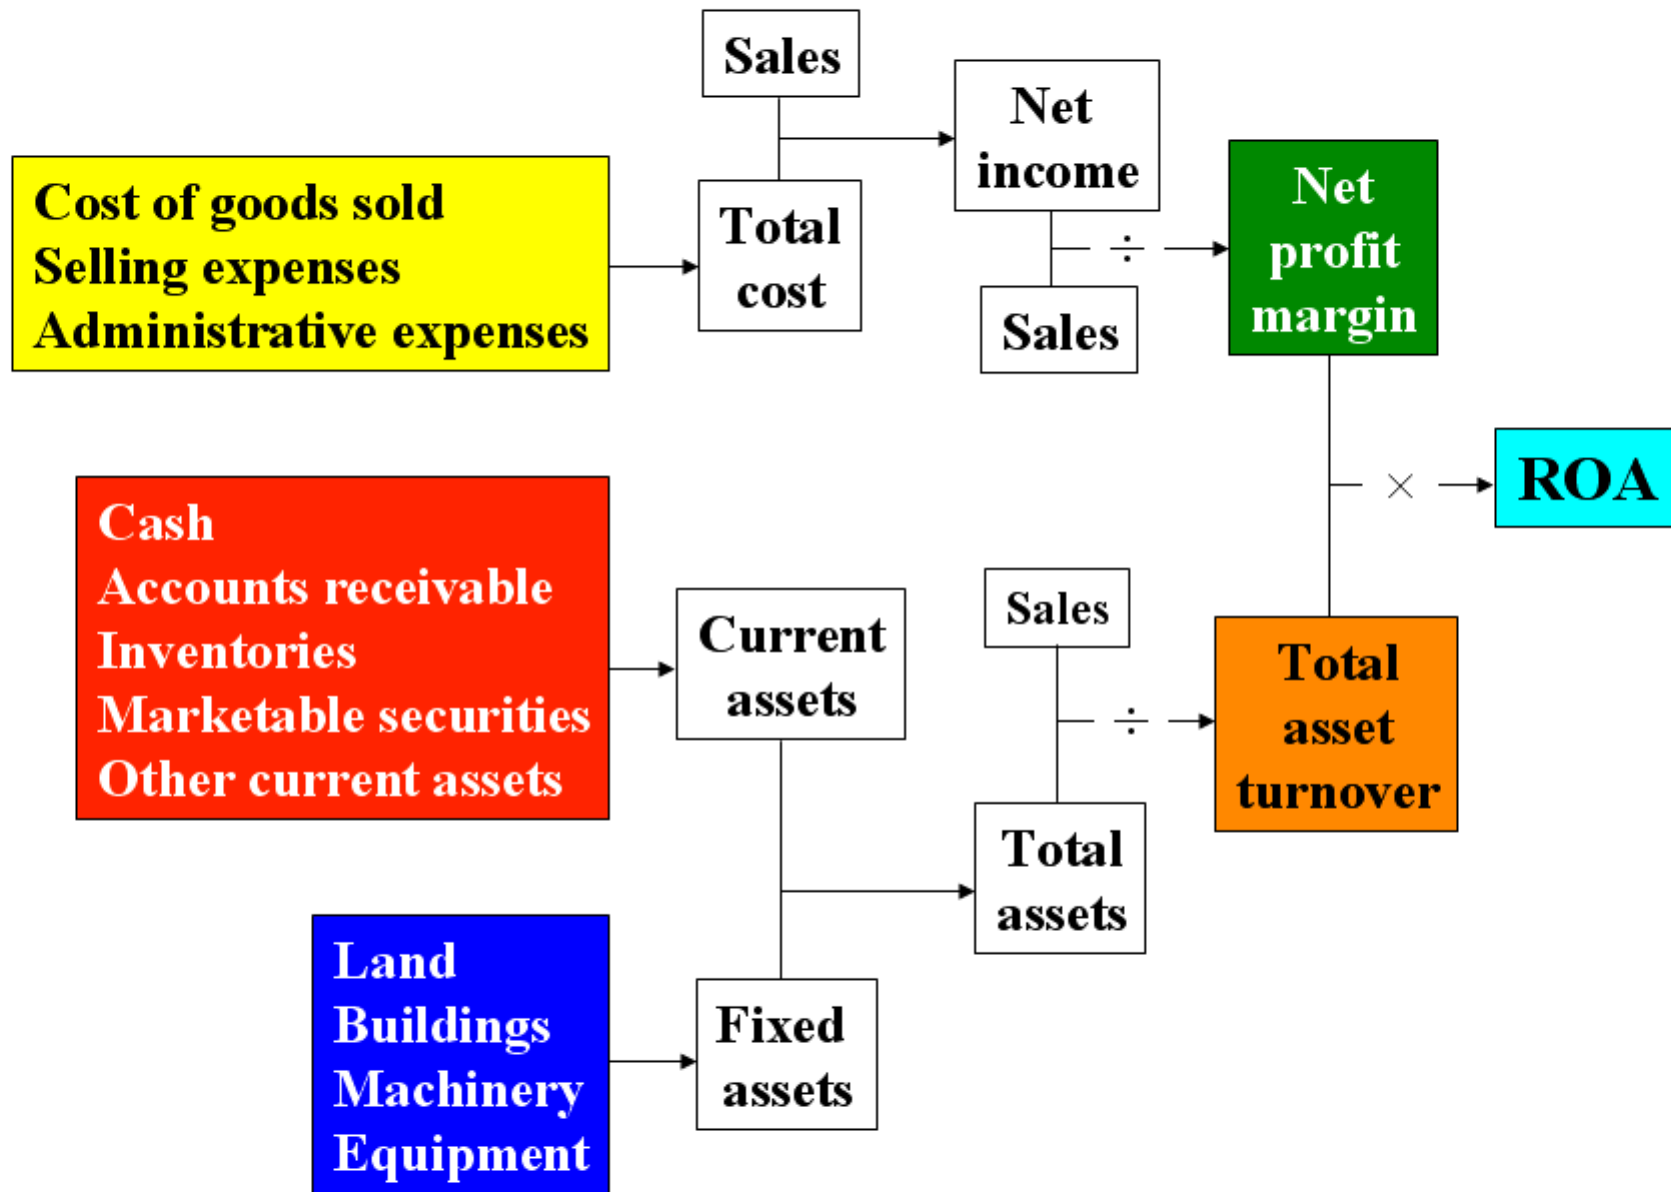 Sales
Net
income
Cost of goods sold
Selling expenses
Administrative expenses
Total
cost
÷
Sales
Net
profit
margin
×
ROA
Cash
Accounts receivable
Inventories
Marketable securities
Other current assets
Current
assets
Sales
÷
Total
asset
turnover
Total
assets
Land
Buildings
Machinery
Equipment
Fixed
assets